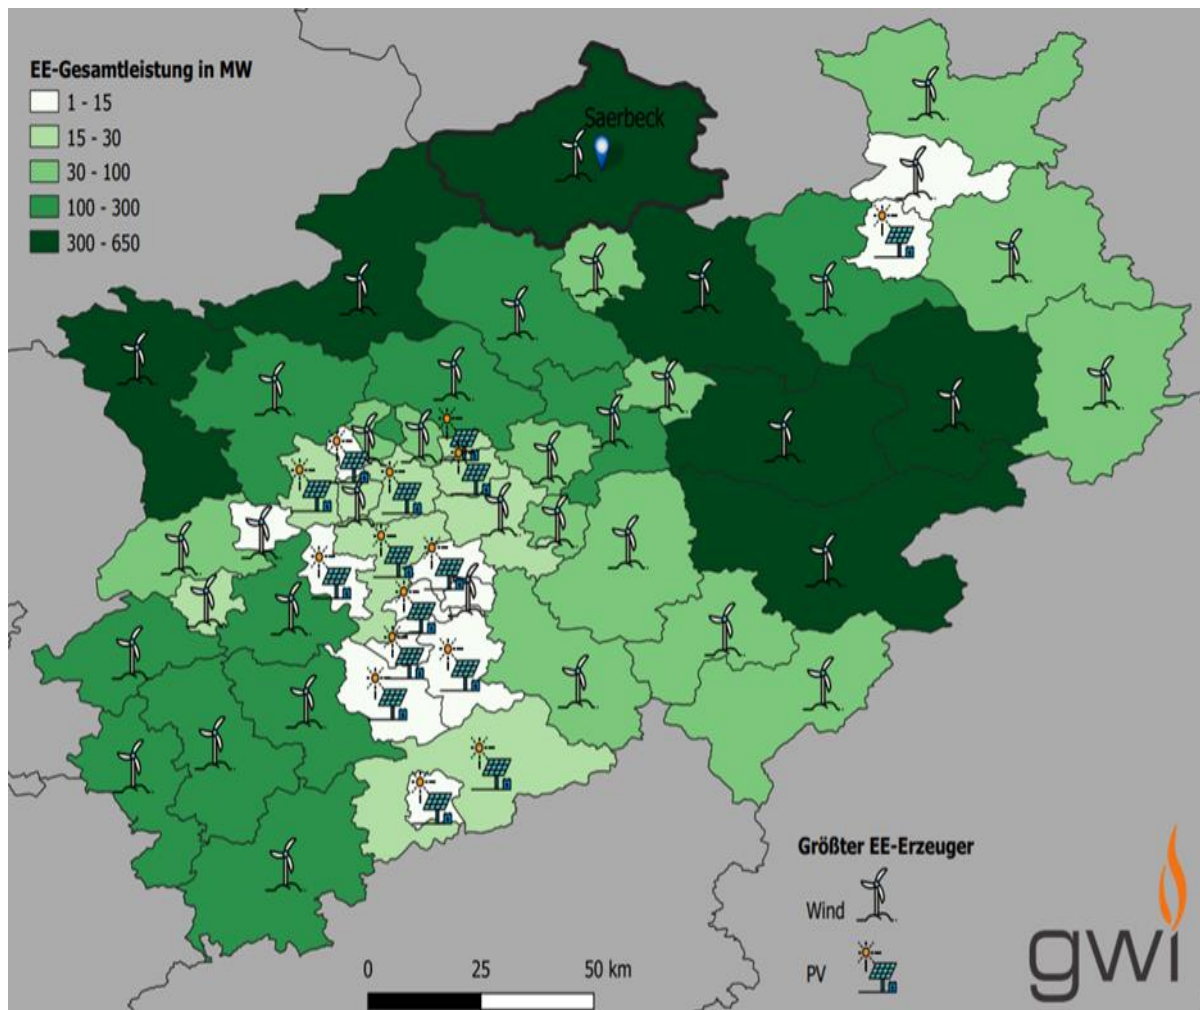 EE-Gesamtleistung in MW
1 - 15
15 - 30
30 - 100
100 - 300
300 - 650
Saerbeck
Größter EE-Erzeuger
Wind
PV
0 25 50 km
gwi